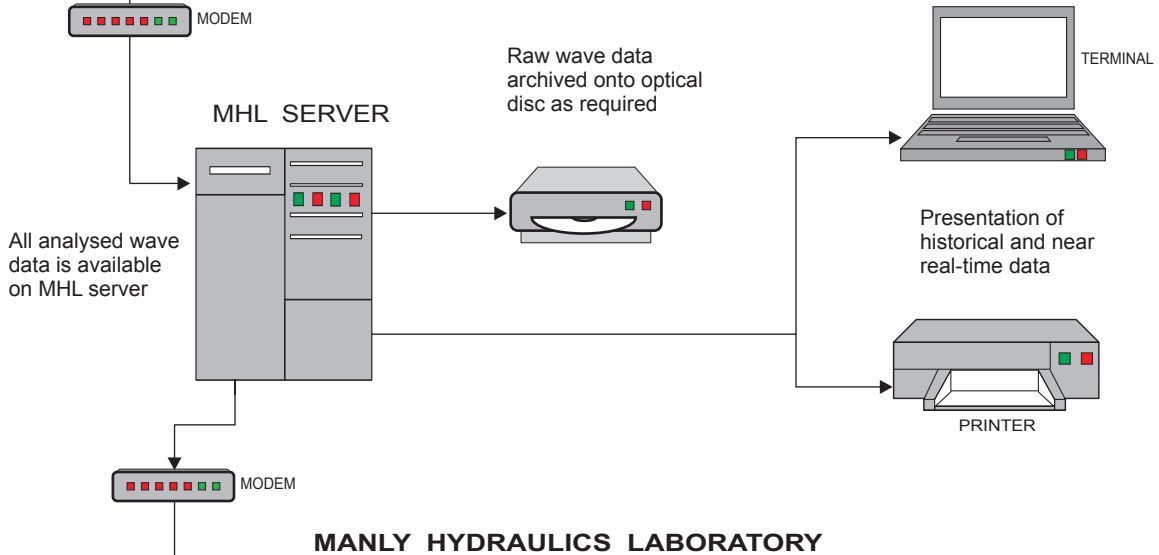 MODEM
Raw wave data
archived onto optical
disc as required
TERMINAL
MHL SERVER
All analysed wave
data is available
on MHL server
Presentation of
historical and near
real-time data
PRINTER
MODEM
MANLY HYDRAULICS LABORATORY